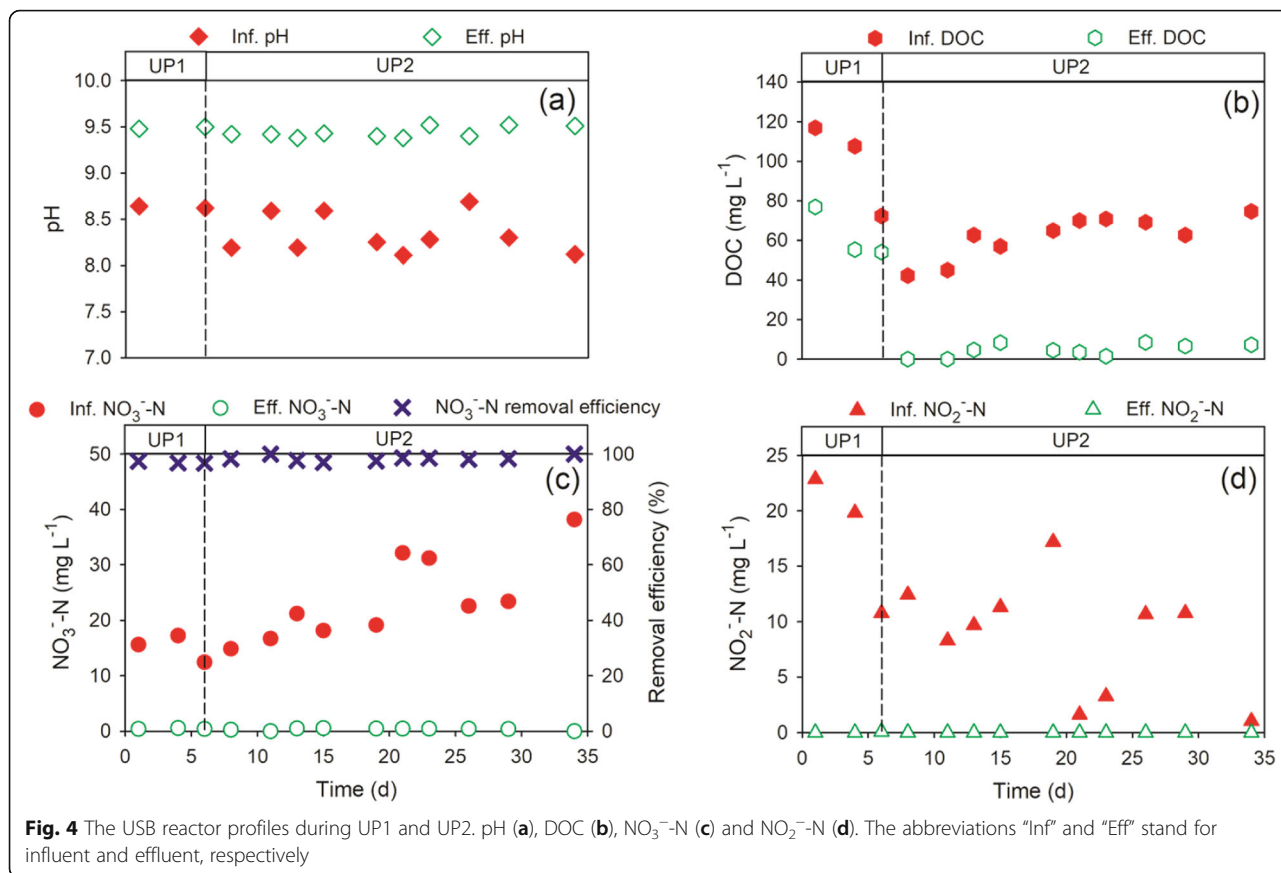 Inf. pH Eff. pH
UP1 UP2
(a)
10.0
9.5
9.0
8.5
8.0
7.5
7.0
pH
Inf. DOC Eff. DOC
UP1 UP2
(b)
140
120
100
80
60
40
20
0
DOC (mg L⁻¹)
Inf. NO₃⁻-N Eff. NO₃⁻-N NO₃⁻-N removal efficiency
UP1 UP2
(c)
50
40
30
20
10
0
NO₃⁻-N (mg L⁻¹)
100
80
60
40
20
0
Removal efficiency (%)
0 5 10 15 20 25 30 35
Time (d)
Inf. NO₂⁻-N Eff. NO₂⁻-N
UP1 UP2
(d)
25
20
15
10
5
0
NO₂⁻-N (mg L⁻¹)
0 5 10 15 20 25 30 35
Time (d)
Fig. 4 The USB reactor profiles during UP1 and UP2. pH (a), DOC (b), NO₃⁻-N (c) and NO₂⁻-N (d). The abbreviations “Inf” and “Eff” stand for
influent and effluent, respectively